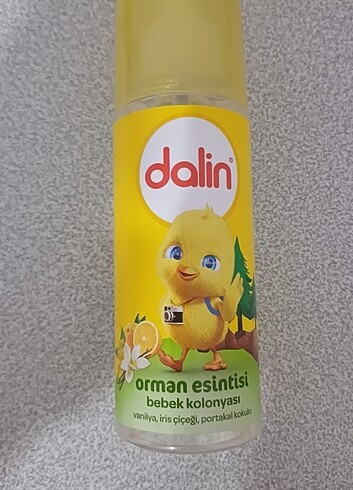 dalin®
orman esintisi
bebek kolonyası
vanilya, iris çiçeği, portakal kokulu